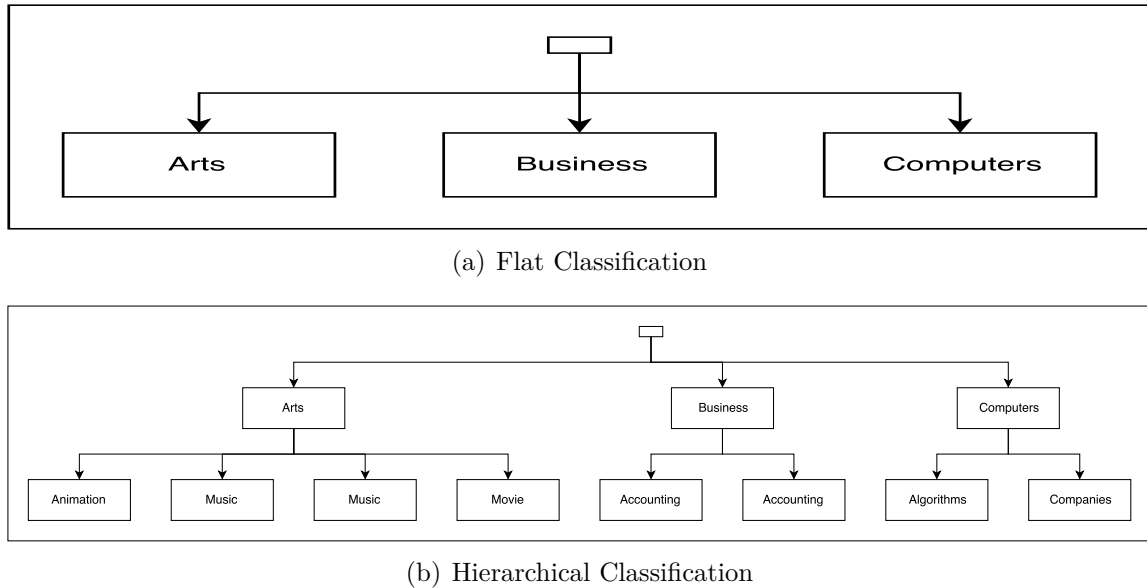 Arts Business Computers
(a) Flat Classification
Arts Business Computers
Animation Music Music Movie Accounting Accounting Algorithms Companies
(b) Hierarchical Classification